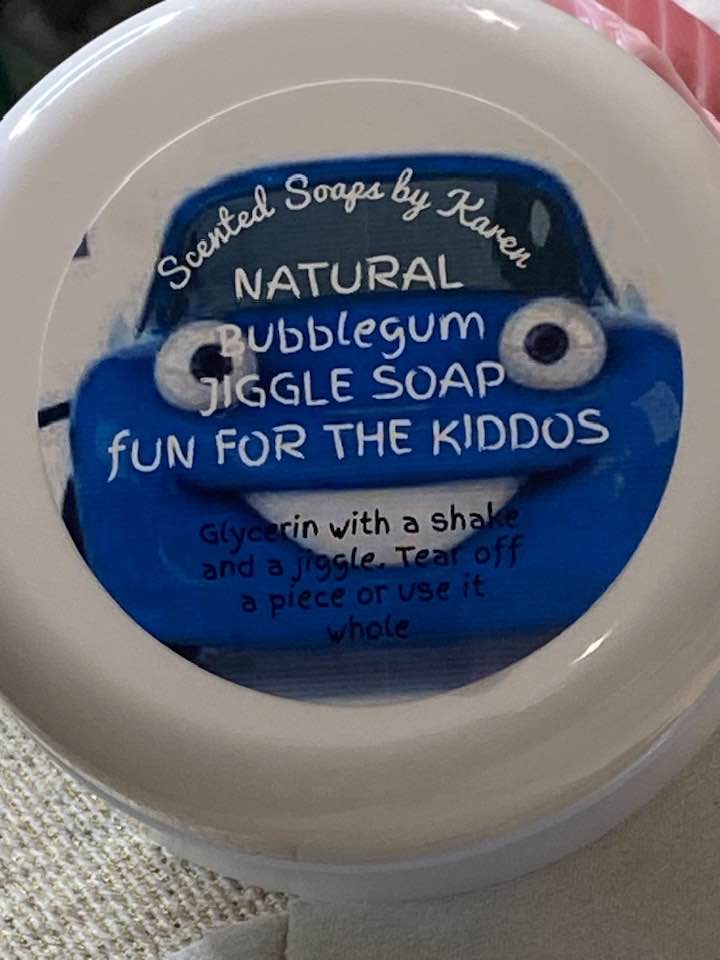 Scented Soaps by Karen
NATURAL
Bubblegum
JIGGLE SOAP
fUN FOR THE KIDDOS
Glycerin with a shake
and a jiggle. Tear off
a piece or use it
whole